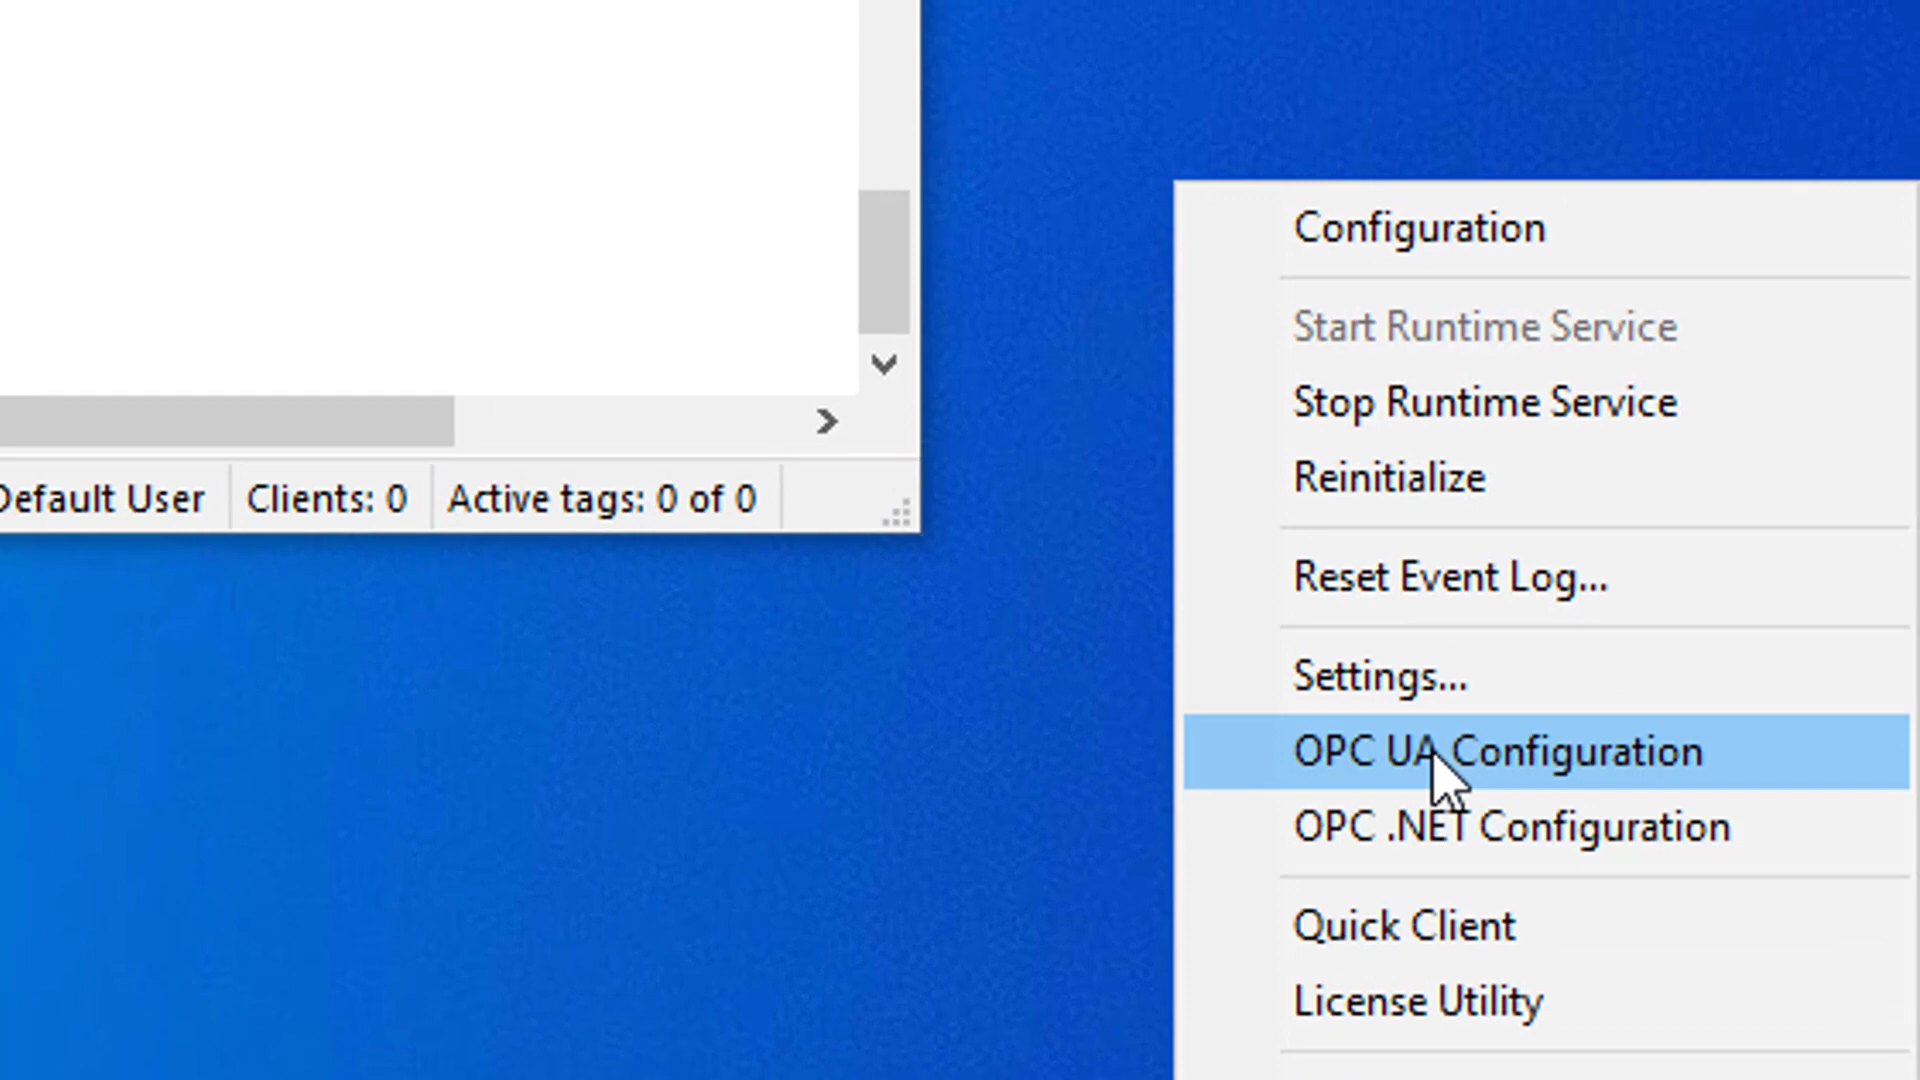 Default User
Clients: 0
Active tags: 0 of 0
Configuration
Start Runtime Service
Stop Runtime Service
Reinitialize
Reset Event Log...
Settings...
OPC UA Configuration
OPC .NET Configuration
Quick Client
License Utility